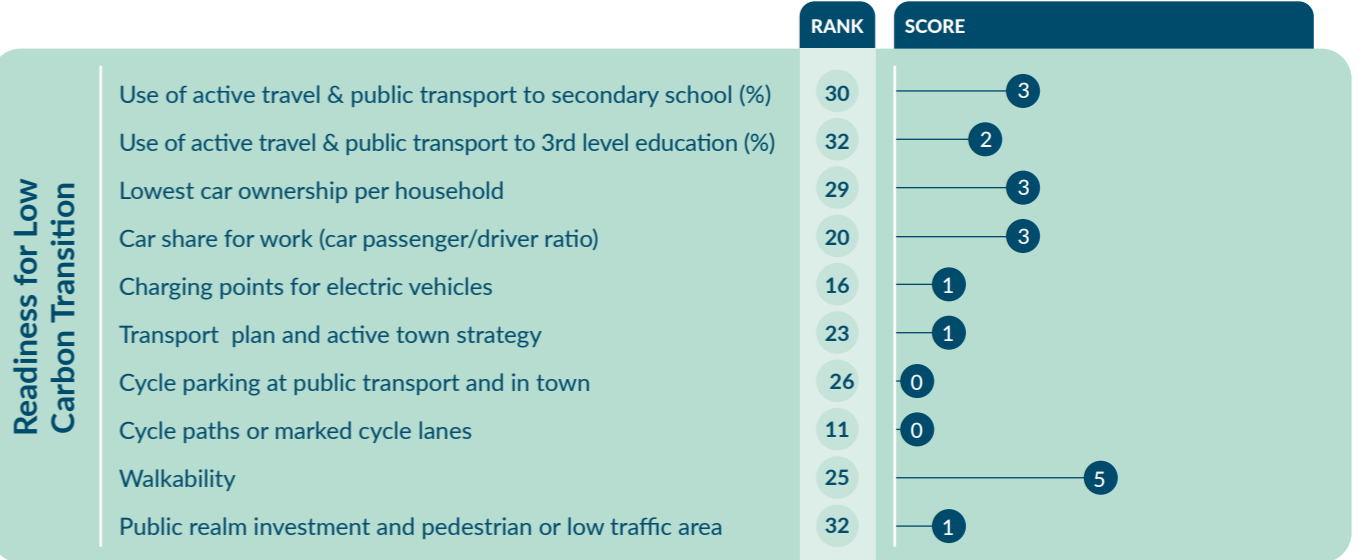 RANK SCORE
Readiness for Low
Carbon Transition
Use of active travel & public transport to secondary school (%) 30 3
Use of active travel & public transport to 3rd level education (%) 32 2
Lowest car ownership per household 29 3
Car share for work (car passenger/driver ratio) 20 3
Charging points for electric vehicles 16 1
Transport plan and active town strategy 23 1
Cycle parking at public transport and in town 26 0
Cycle paths or marked cycle lanes 11 0
Walkability 25 5
Public realm investment and pedestrian or low traffic area 32 1